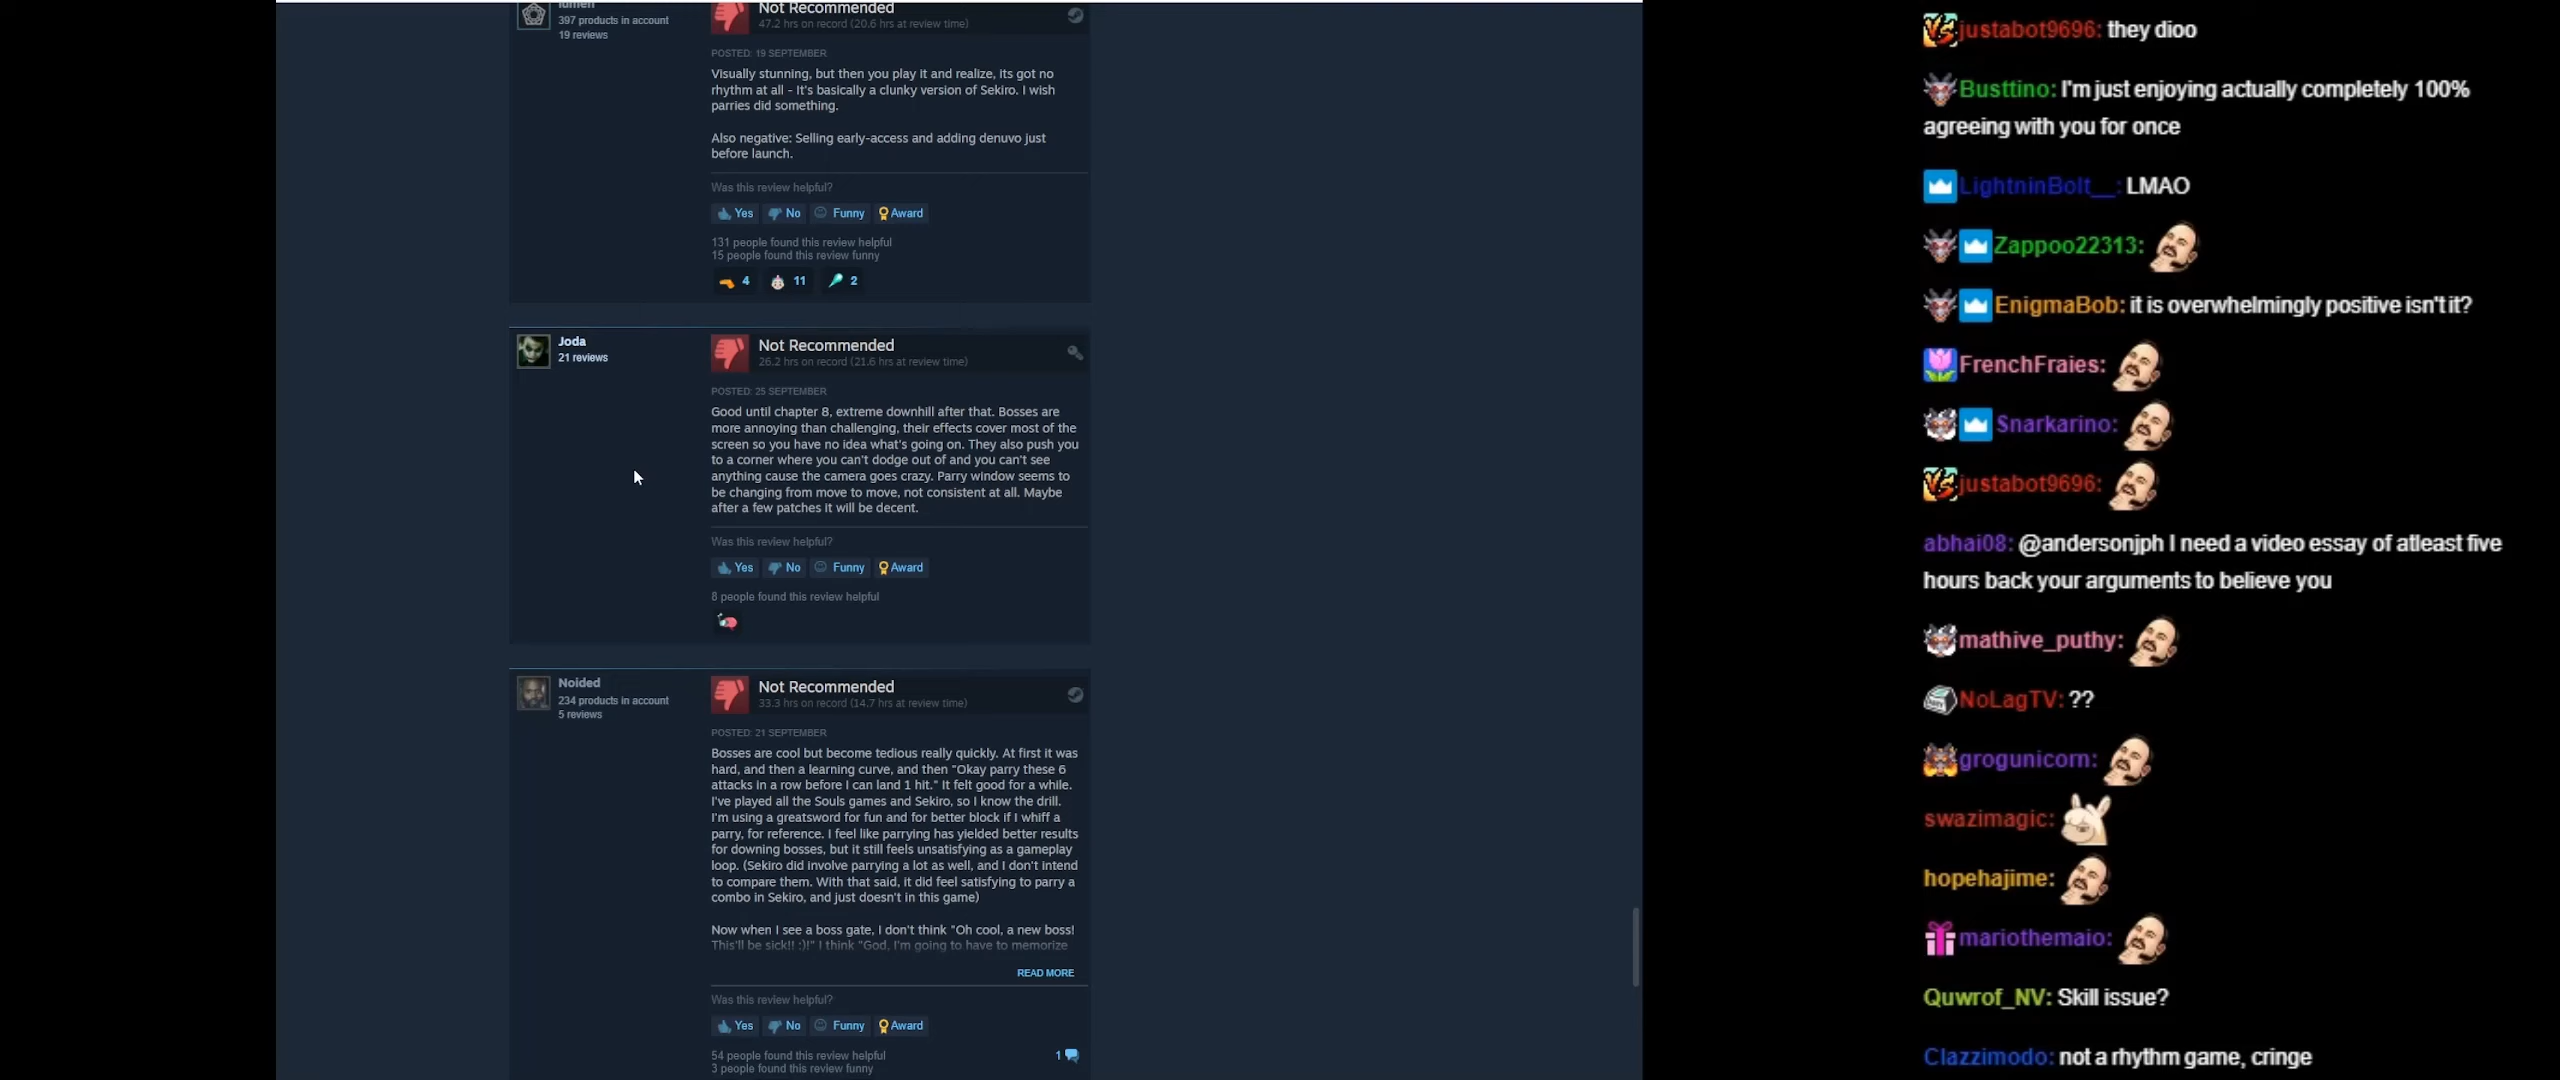 lumen
397 products in account
19 reviews
Not Recommended
47.2 hrs on record (20.6 hrs at review time)
POSTED: 19 SEPTEMBER
Visually stunning, but then you play it and realize, its got no
rhythm at all - It's basically a clunky version of Sekiro. I wish
parries did something.
Also negative: Selling early-access and adding denuvo just
before launch.
Was this review helpful?
Yes No Funny Award
131 people found this review helpful
15 people found this review funny
4 11 2
Joda
21 reviews
Not Recommended
26.2 hrs on record (21.6 hrs at review time)
POSTED: 25 SEPTEMBER
Good until chapter 8, extreme downhill after that. Bosses are
more annoying than challenging, their effects cover most of the
screen so you have no idea what's going on. They also push you
to a corner where you can't dodge out of and you can't see
anything cause the camera goes crazy. Parry window seems to
be changing from move to move, not consistent at all. Maybe
after a few patches it will be decent.
Was this review helpful?
Yes No Funny Award
8 people found this review helpful
Noided
234 products in account
5 reviews
Not Recommended
33.3 hrs on record (14.7 hrs at review time)
POSTED: 21 SEPTEMBER
Bosses are cool but become tedious really quickly. At first it was
hard, and then a learning curve, and then "Okay parry these 6
attacks in a row before I can land 1 hit." It felt good for a while.
I've played all the Souls games and Sekiro, so I know the drill.
I'm using a greatsword for fun and for better block if I whiff a
parry, for reference. I feel like parrying has yielded better results
for downing bosses, but it still feels unsatisfying as a gameplay
loop. (Sekiro did involve parrying a lot as well, and I don't intend
to compare them. With that said, it did feel satisfying to parry a
combo in Sekiro, and just doesn't in this game)
Now when I see a boss gate, I don't think "Oh cool, a new boss!
This'll be sick!! :)!" I think "God, I'm going to have to memorize
READ MORE
Was this review helpful?
Yes No Funny Award
54 people found this review helpful
3 people found this review funny
1
justabot9696: they dioo
Busttino: I'm just enjoying actually completely 100%
agreeing with you for once
LightninBolt__: LMAO
Zappoo22313:
EnigmaBob: it is overwhelmingly positive isn't it?
FrenchFraies:
Snarkarino:
justabot9696:
abhai08: @andersonjph I need a video essay of atleast five
hours back your arguments to believe you
mathive_puthy:
NoLagTV: ??
grogunicorn:
swazimagic:
hopehajime:
mariothemaio:
Quwrof_NV: Skill issue?
Clazzimodo: not a rhythm game, cringe